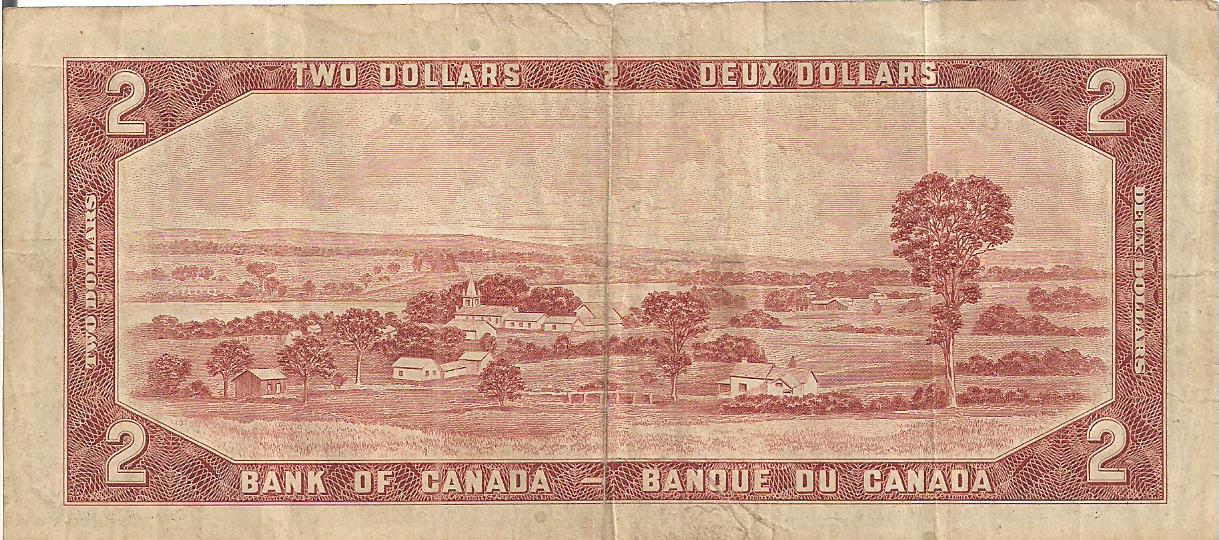 2 TWO DOLLARS 2 DEUX DOLLARS 2
TWO DOLLARS
DEUX DOLLARS
2 BANK OF CANADA – BANQUE DU CANADA 2